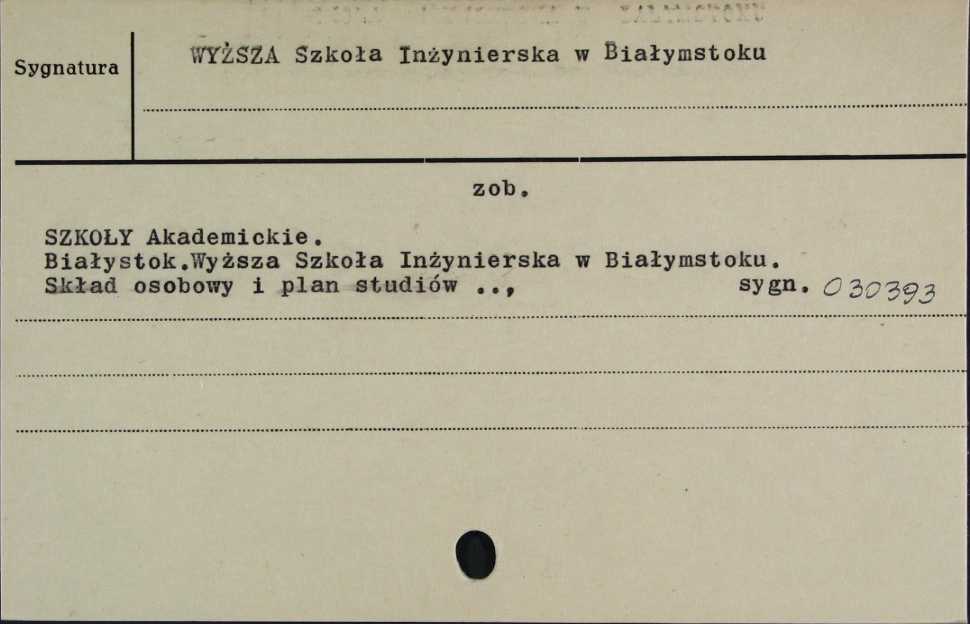 WYŻSZA Szkoła Inżynierska w Białymstoku
Sygnatura
zob.
SZKOŁY Akademickie.
Białystok.Wyższa Szkoła Inżynierska w Białymstoku.
Skład osobowy i plan studiów .., sygn. 030393